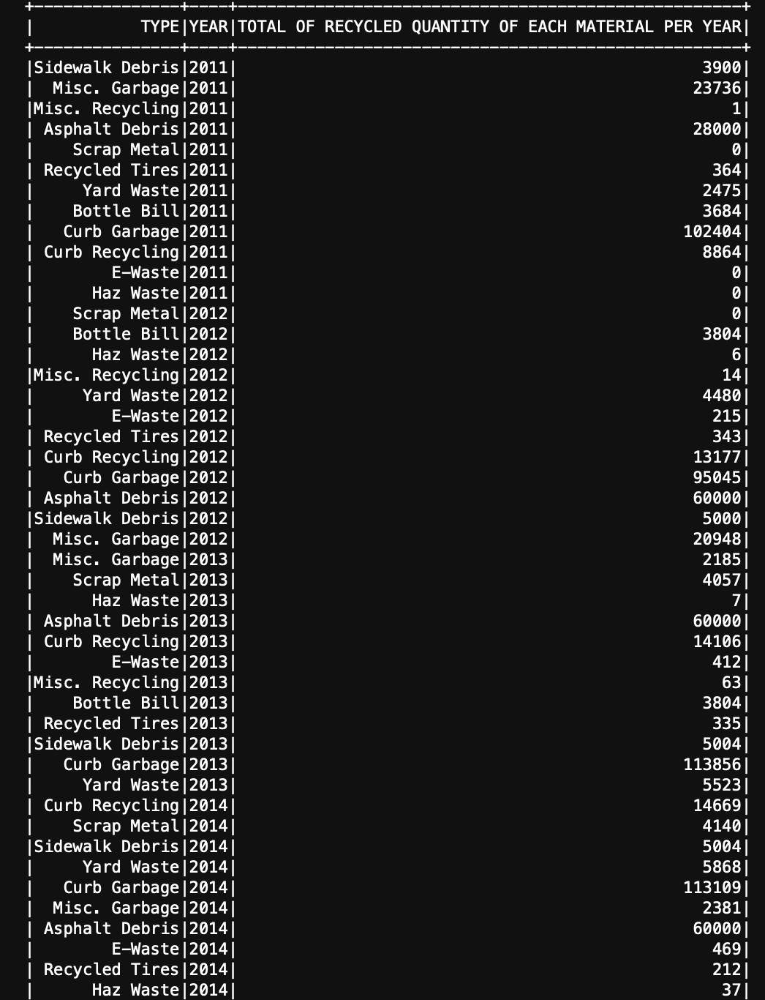 +---------------+----+----------------------------------------------------+
|           TYPE|YEAR|TOTAL OF RECYCLED QUANTITY OF EACH MATERIAL PER YEAR|
+---------------+----+----------------------------------------------------+
|Sidewalk Debris|2011|                                                3900|
|  Misc. Garbage|2011|                                               23736|
|Misc. Recycling|2011|                                                   1|
| Asphalt Debris|2011|                                               28000|
|    Scrap Metal|2011|                                                   0|
| Recycled Tires|2011|                                                 364|
|     Yard Waste|2011|                                                2475|
|    Bottle Bill|2011|                                                3684|
|   Curb Garbage|2011|                                              102404|
| Curb Recycling|2011|                                                8864|
|        E-Waste|2011|                                                   0|
|      Haz Waste|2011|                                                   0|
|    Scrap Metal|2012|                                                   0|
|    Bottle Bill|2012|                                                3804|
|      Haz Waste|2012|                                                   6|
|Misc. Recycling|2012|                                                  14|
|     Yard Waste|2012|                                                4480|
|        E-Waste|2012|                                                 215|
| Recycled Tires|2012|                                                 343|
| Curb Recycling|2012|                                               13177|
|   Curb Garbage|2012|                                               95045|
| Asphalt Debris|2012|                                               60000|
|Sidewalk Debris|2012|                                                5000|
|  Misc. Garbage|2012|                                               20948|
|  Misc. Garbage|2013|                                                2185|
|    Scrap Metal|2013|                                                4057|
|      Haz Waste|2013|                                                   7|
| Asphalt Debris|2013|                                               60000|
| Curb Recycling|2013|                                               14106|
|        E-Waste|2013|                                                 412|
|Misc. Recycling|2013|                                                  63|
|    Bottle Bill|2013|                                                3804|
| Recycled Tires|2013|                                                 335|
|Sidewalk Debris|2013|                                                5004|
|   Curb Garbage|2013|                                              113856|
|     Yard Waste|2013|                                                5523|
| Curb Recycling|2014|                                               14669|
|    Scrap Metal|2014|                                                4140|
|Sidewalk Debris|2014|                                                5004|
|     Yard Waste|2014|                                                5868|
|   Curb Garbage|2014|                                              113109|
|  Misc. Garbage|2014|                                                2381|
| Asphalt Debris|2014|                                               60000|
|        E-Waste|2014|                                                 469|
| Recycled Tires|2014|                                                 212|
|      Haz Waste|2014|                                                  37|